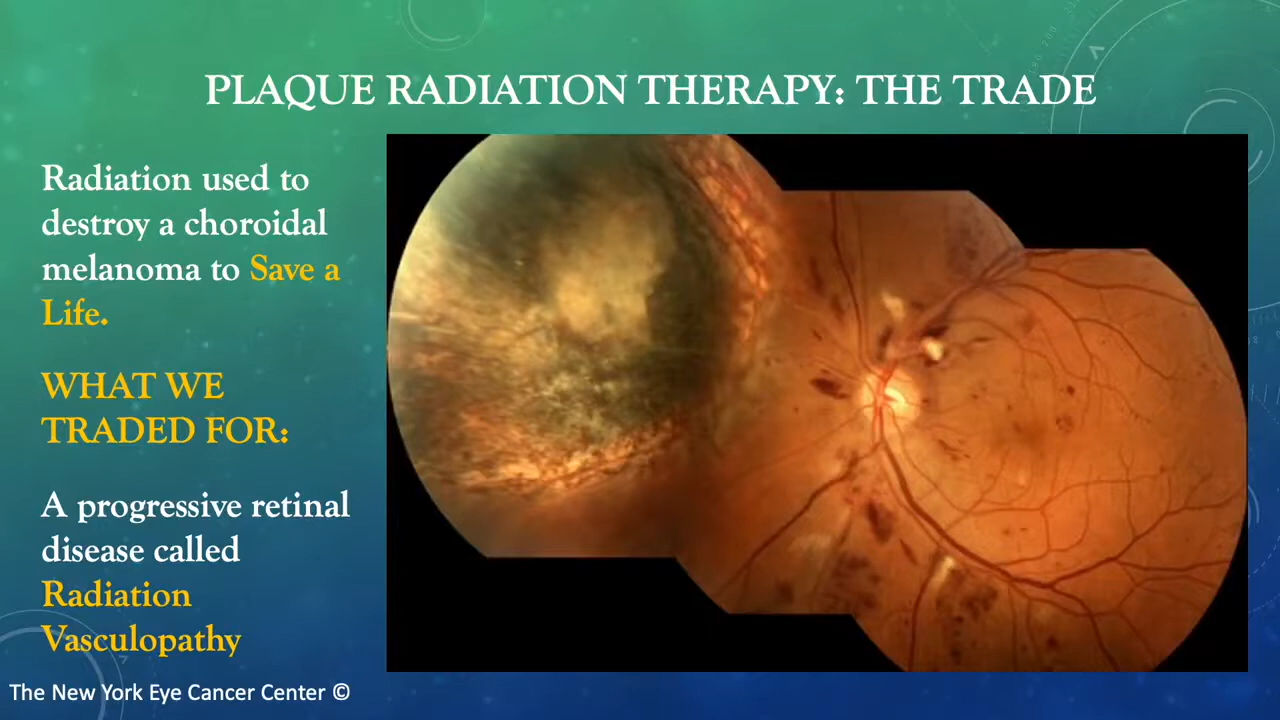 PLAQUE RADIATION THERAPY: THE TRADE
Radiation used to
destroy a choroidal
melanoma to Save a
Life.
WHAT WE
TRADED FOR:
A progressive retinal
disease called
Radiation
Vasculopathy
The New York Eye Cancer Center ©